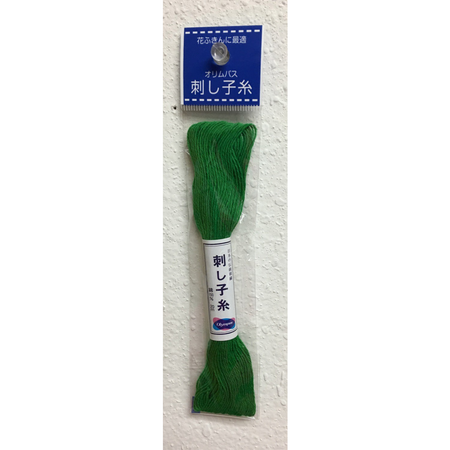 花ふきんに最適
オリムパス
刺し子糸
刺し子糸
Olympus